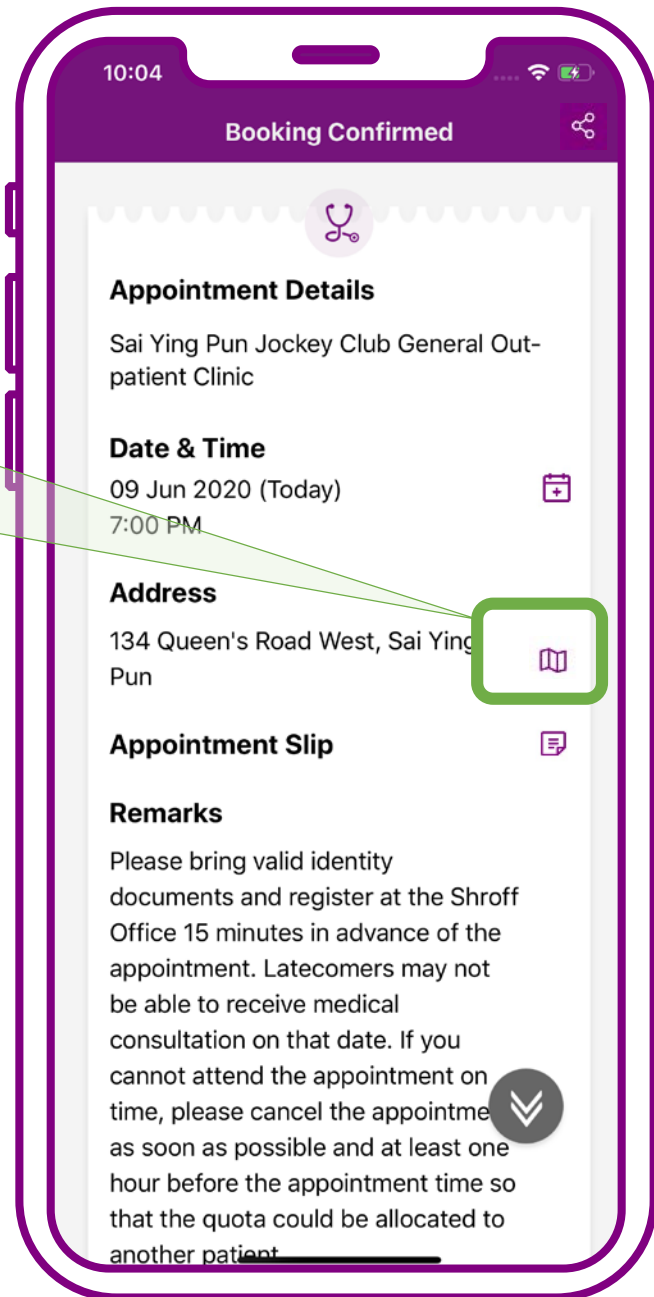 10:04
Booking Confirmed
Appointment Details
Sai Ying Pun Jockey Club General Out-
patient Clinic
Date & Time
09 Jun 2020 (Today)
7:00 PM
Address
134 Queen's Road West, Sai Ying
Pun
Appointment Slip
Remarks
Please bring valid identity
documents and register at the Shroff
Office 15 minutes in advance of the
appointment. Latecomers may not
be able to receive medical
consultation on that date. If you
cannot attend the appointment on
time, please cancel the appointme
as soon as possible and at least one
hour before the appointment time so
that the quota could be allocated to
another patient